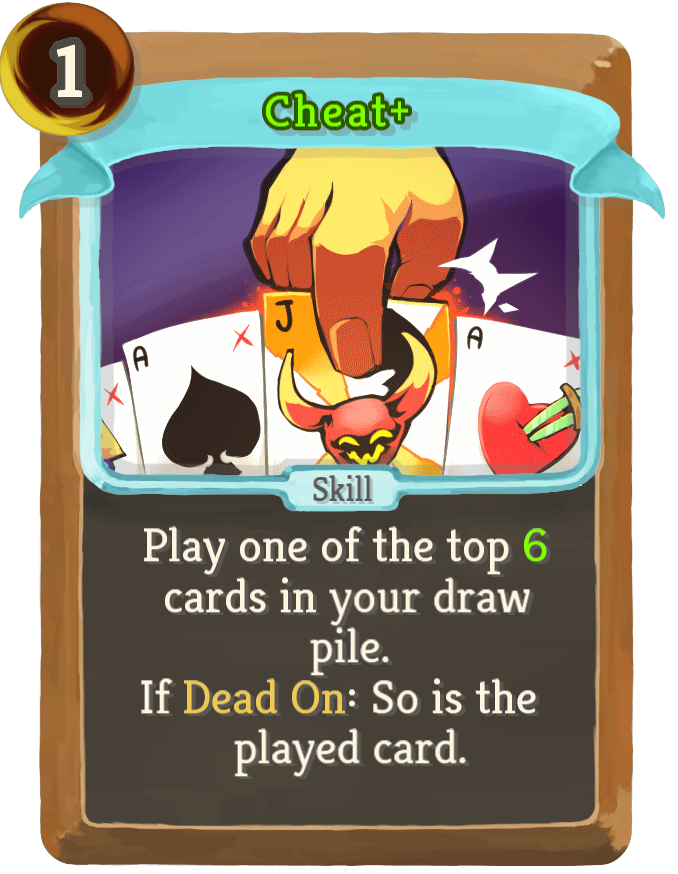 1
Cheat+
J
A
A
Skill
Play one of the top 6
cards in your draw
pile.
If Dead On: So is the
played card.